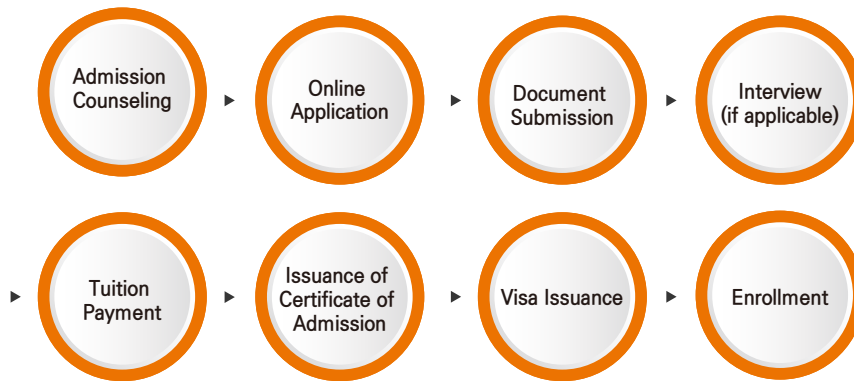 Admission
Counseling
Online
Application
Document
Submission
Interview
(if applicable)
Tuition
Payment
Issuance of
Certificate of
Admission
Visa Issuance
Enrollment